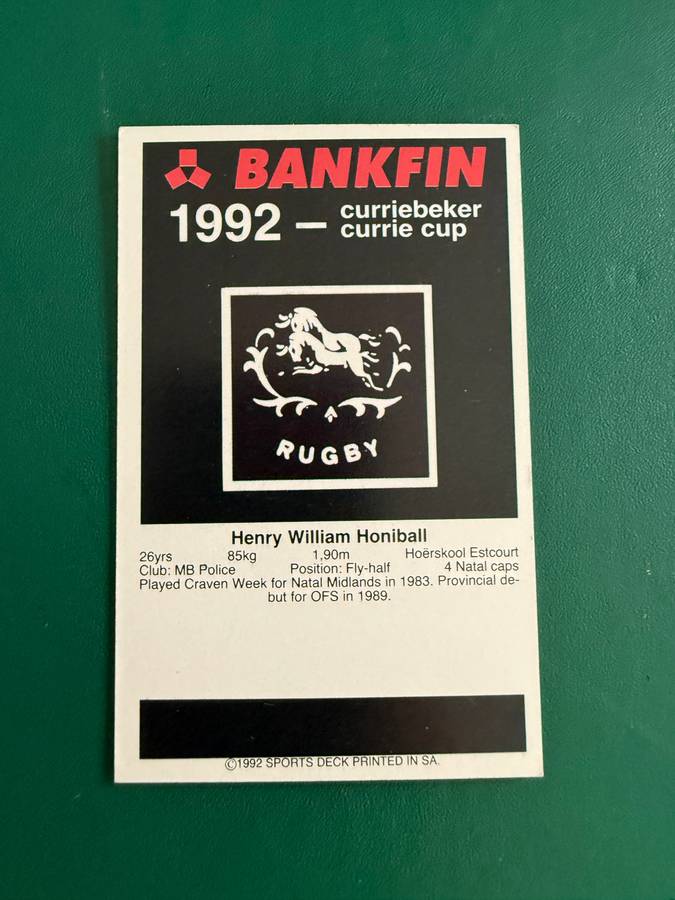 BANKFIN
1992 – curriebeker
currie cup
RUGBY
Henry William Honiball
26yrs 85kg 1,90m Hoërskool Estcourt
Club: MB Police Position: Fly-half 4 Natal caps
Played Craven Week for Natal Midlands in 1983. Provincial de-
but for OFS in 1989.
©1992 SPORTS DECK PRINTED IN SA.